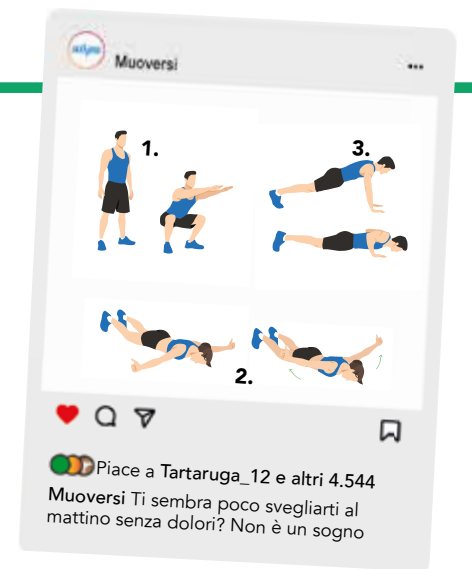 Muoversi
1.
3.
2.
Piace a Tartaruga_12 e altri 4.544
Muoversi Ti sembra poco svegliarti al
mattino senza dolori? Non è un sogno